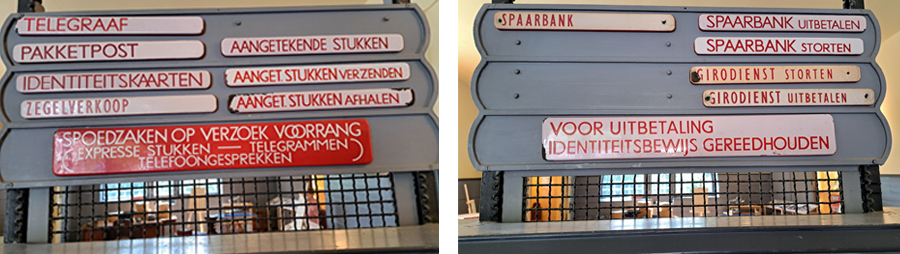 TELEGRAAF
PAKKETPOST
IDENTITEITSKAARTEN
ZEGELVERKOOP
AANGETEKENDE STUKKEN
AANGET. STUKKEN VERZENDEN
AANGET. STUKKEN AFHALEN
SPOEDZAKEN OP VERZOEK VOORRANG
EXPRESSE STUKKEN — TELEGRAMMEN
TELEFOONGESPREKKEN
SPAARBANK
SPAARBANK UITBETALEN
SPAARBANK STORTEN
GIRODIENST STORTEN
GIRODIENST UITBETALEN
VOOR UITBETALING
IDENTITEITSBEWIJS GEREEDHOUDEN